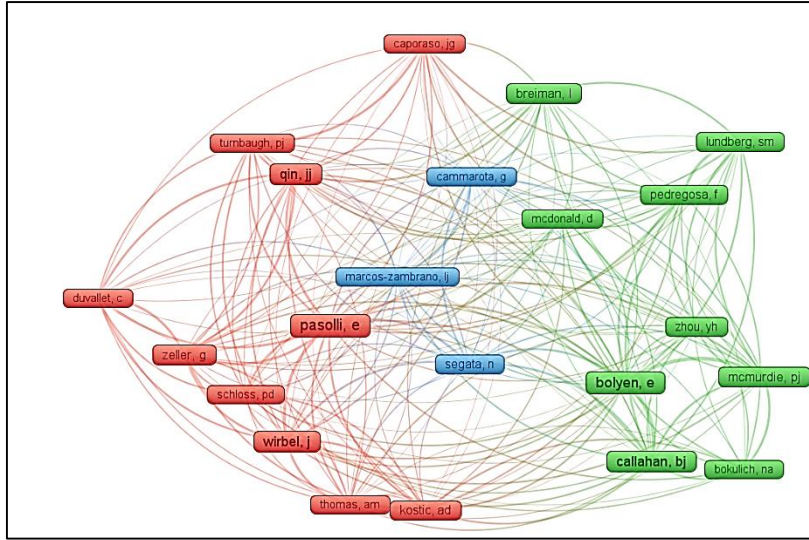 caporaso, jg
breiman, l
turnbaugh, pj
lundberg, sm
qin, jj
cammarota, g
pedregosa, f
mcdonald, d
marcos-zambrano, lj
duvallet, c
pasolli, e
zhou, yh
zeller, g
segata, n
mcmurdie, pj
bolyen, e
schloss, pd
wirbel, j
callahan, bj
bokulich, na
thomas, am
kostic, ad